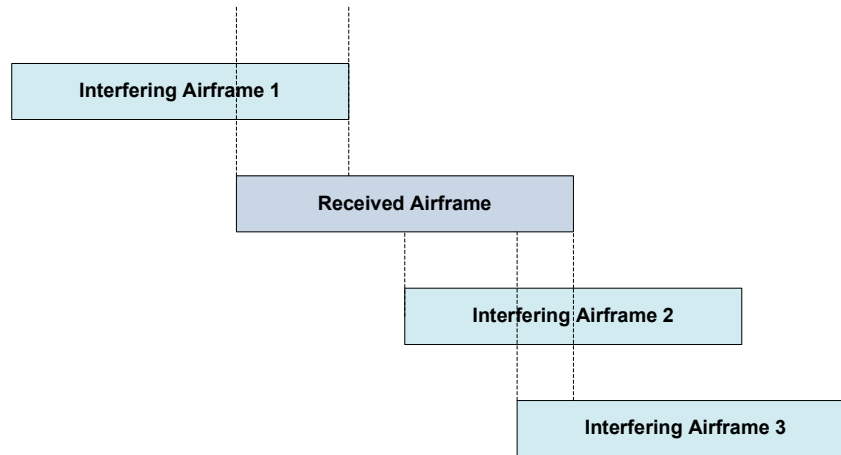 Interfering Airframe 1
Received Airframe
Interfering Airframe 2
Interfering Airframe 3